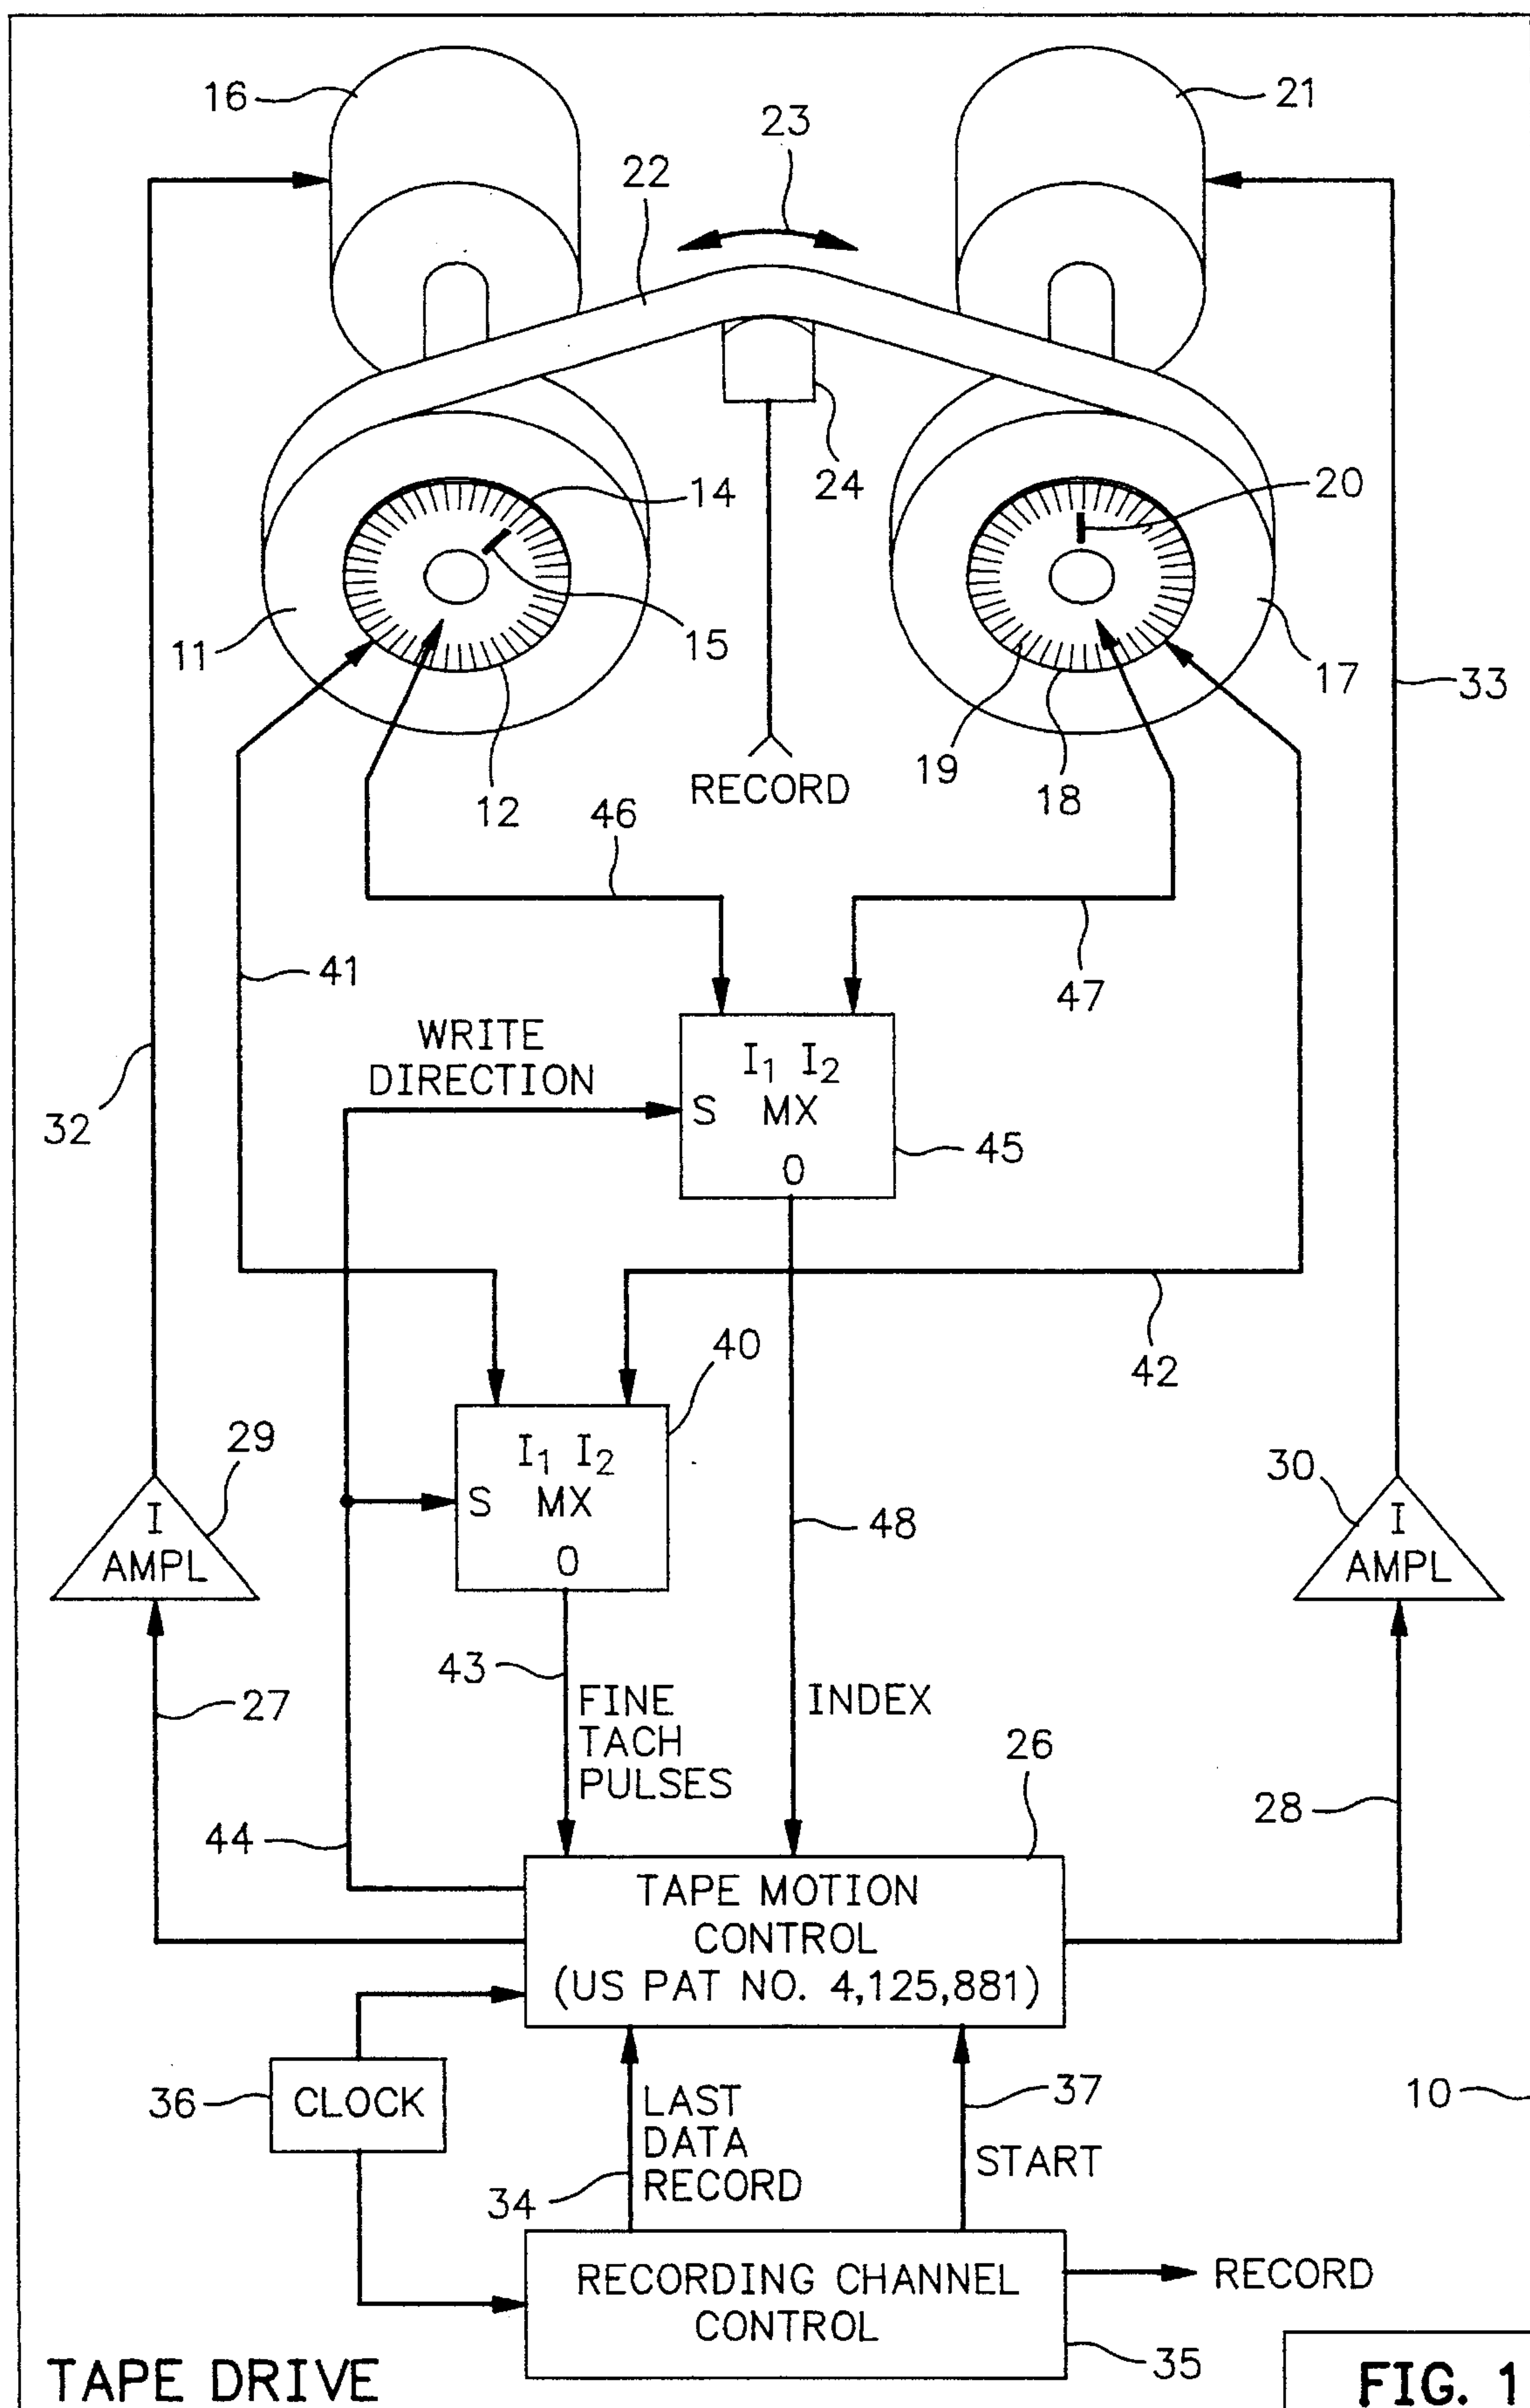 16
21
23
22
24
14
20
15
11
17
33
19
18
12
RECORD
46
41
47
WRITE
DIRECTION
I1 I2
S MX
O
45
32
42
40
29
I
AMPL
I1 I2
S MX
O
48
30
I
AMPL
43
FINE
TACH
PULSES
INDEX
27
26
28
44
TAPE MOTION
CONTROL
(US PAT NO. 4,125,881)
36
CLOCK
LAST
DATA
RECORD
34
37
START
10
RECORDING CHANNEL
CONTROL
RECORD
35
TAPE DRIVE
FIG. 1